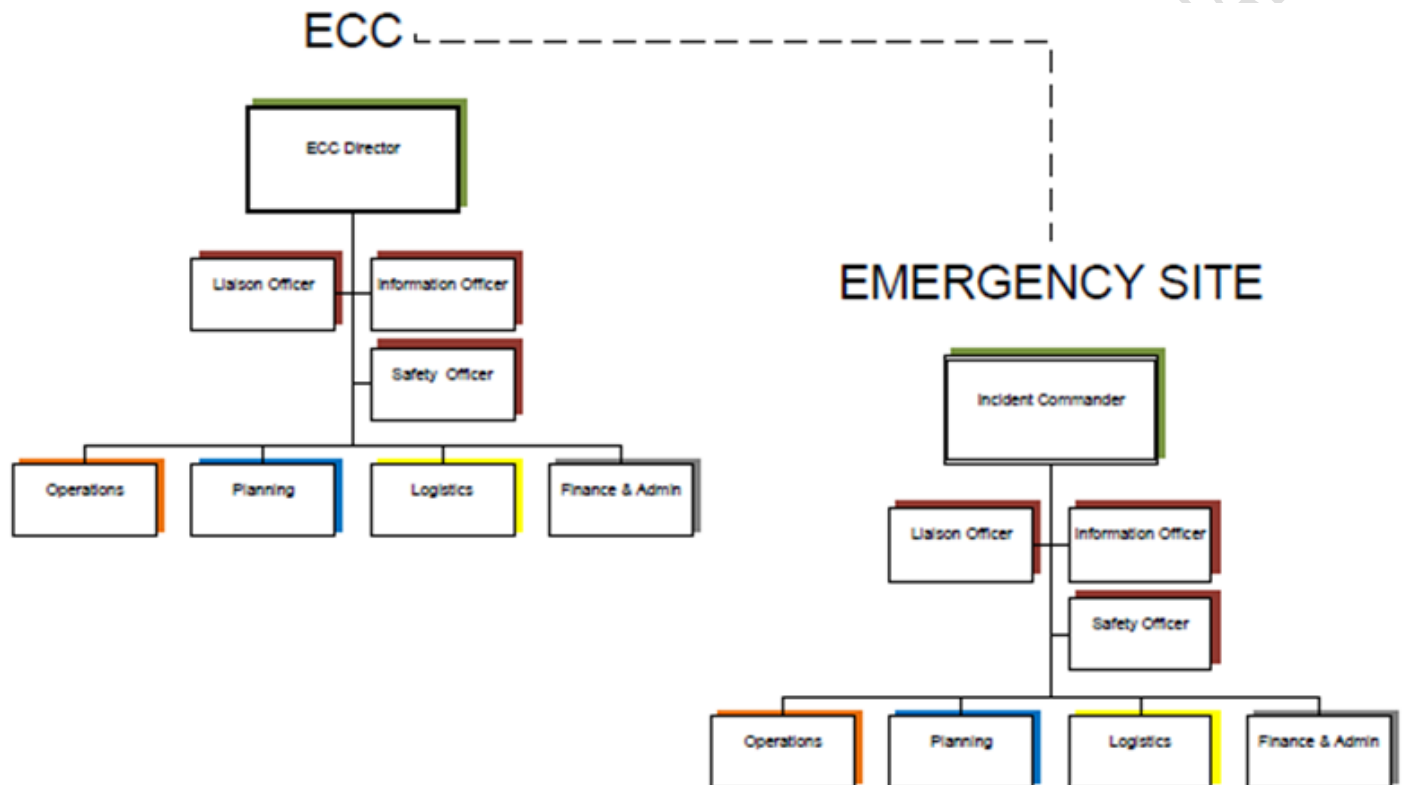 ECC
ECC Director
Liaison Officer
Information Officer
Safety Officer
Operations
Planning
Logistics
Finance & Admin
EMERGENCY SITE
Incident Commander
Liaison Officer
Information Officer
Safety Officer
Operations
Planning
Logistics
Finance & Admin